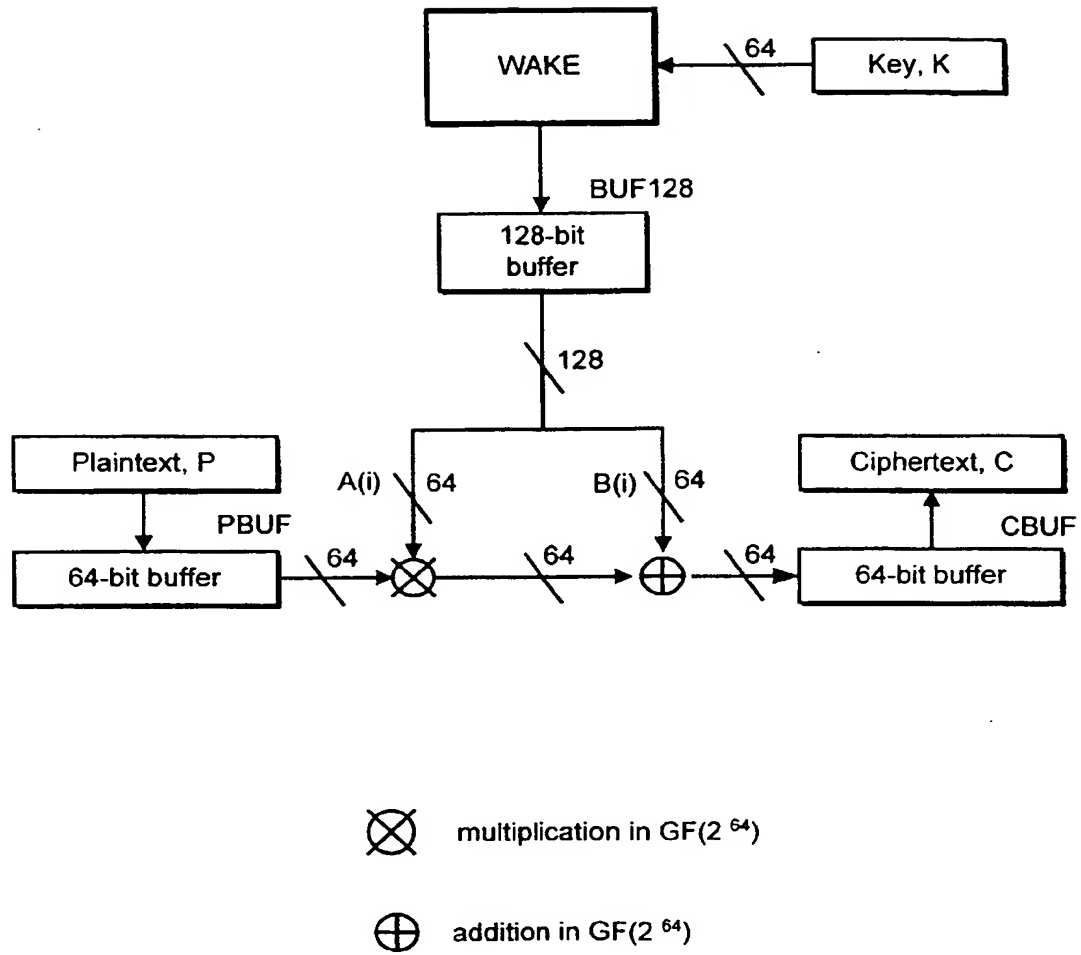 WAKE
64
Key, K
BUF128
128-bit
buffer
128
Plaintext, P
A(i)
64
B(i)
64
Ciphertext, C
PBUF
CBUF
64-bit buffer
64
64
64
64-bit buffer
multiplication in GF(2 64)
addition in GF(2 64)